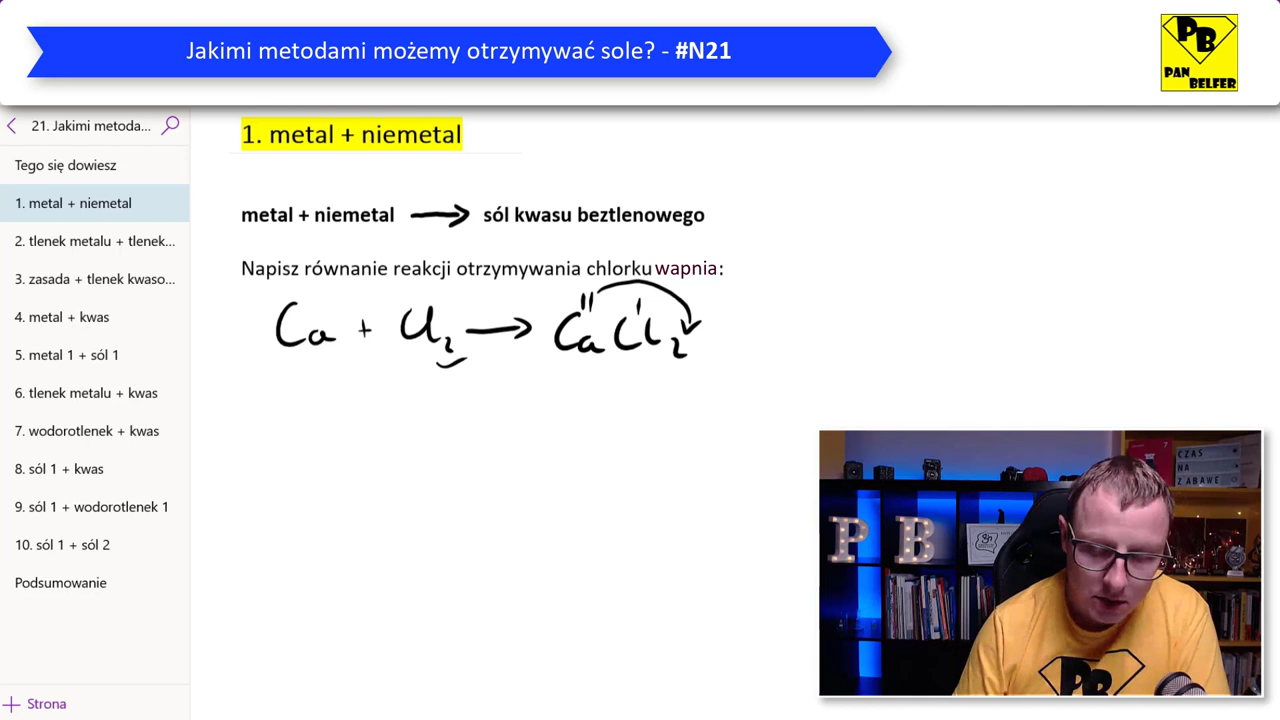 Jakimi metodami możemy otrzymywać sole? - #N21
PB
PAN
BELFER
21. Jakimi metoda...
Tego się dowiesz
1. metal + niemetal
2. tlenek metalu + tlenek...
3. zasada + tlenek kwaso...
4. metal + kwas
5. metal 1 + sól 1
6. tlenek metalu + kwas
7. wodorotlenek + kwas
8. sól 1 + kwas
9. sól 1 + wodorotlenek 1
10. sól 1 + sól 2
Podsumowanie
Strona
1. metal + niemetal
metal + niemetal → sól kwasu beztlenowego
Napisz równanie reakcji otrzymywania chlorku wapnia:
II I
Ca + Cl2 → CaCl2
CZAS
NA
ZABAWE
P B
PB